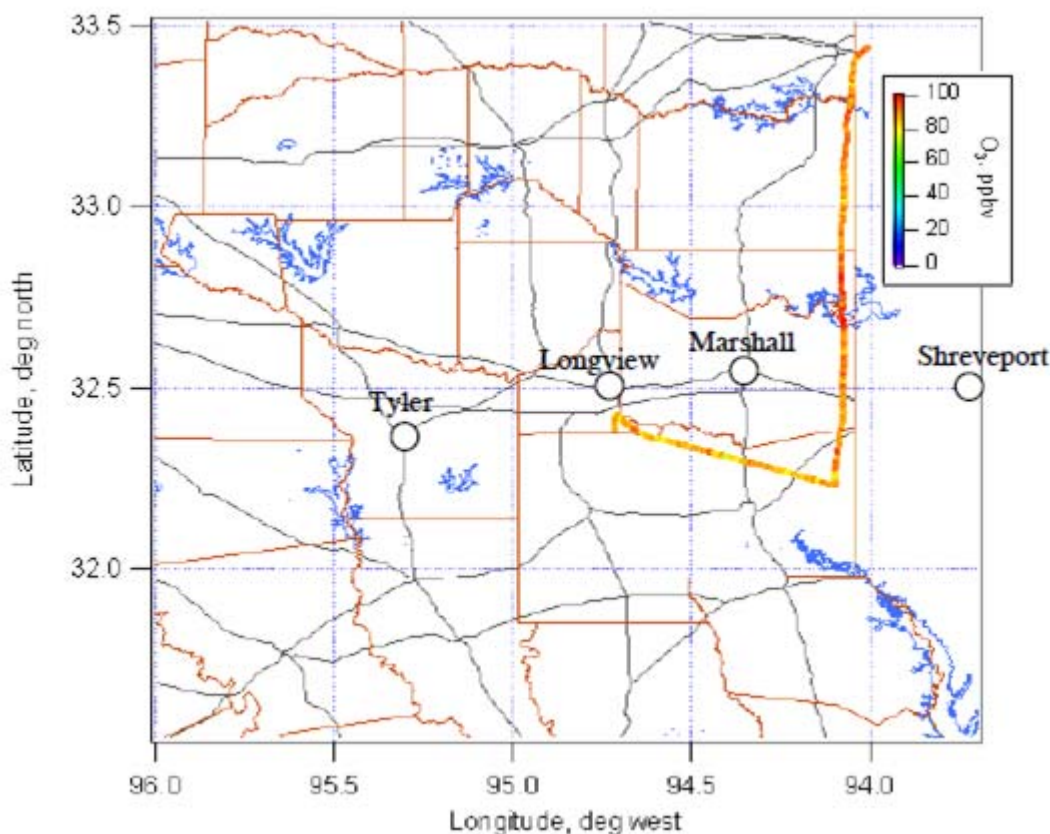 33.5
100
80
60
40
20
0
O3, ppbv
33.0
Latitude, deg north
Marshall
Longview
Shreveport
32.5
Tyler
32.0
96.0
95.5
95.0
94.5
94.0
Longitude, deg west